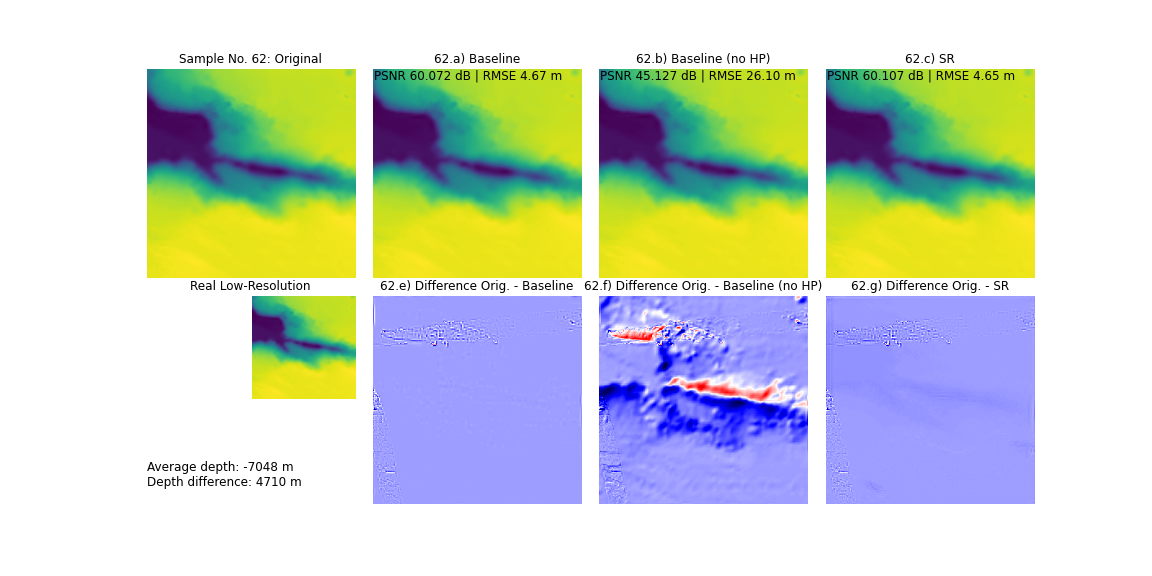 Sample No. 62: Original
62.a) Baseline
62.b) Baseline (no HP)
62.c) SR
PSNR 60.072 dB | RMSE 4.67 m
PSNR 45.127 dB | RMSE 26.10 m
PSNR 60.107 dB | RMSE 4.65 m
Real Low-Resolution
62.e) Difference Orig. - Baseline
62.f) Difference Orig. - Baseline (no HP)
62.g) Difference Orig. - SR
Average depth: -7048 m
Depth difference: 4710 m